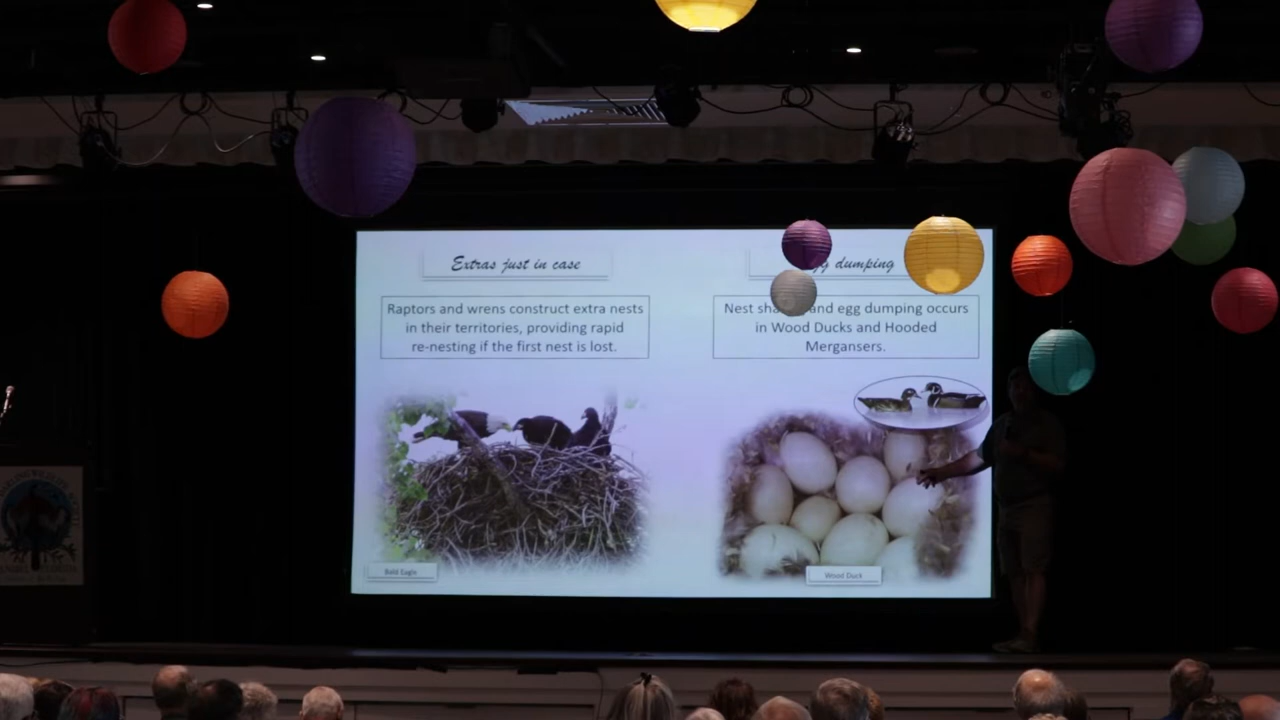 Extras just in case
Raptors and wrens construct extra nests
in their territories, providing rapid
re-nesting if the first nest is lost.
Bald Eagle
dumping
Nest and egg dumping occurs
in Wood Ducks and Hooded
Mergansers.
Wood Duck